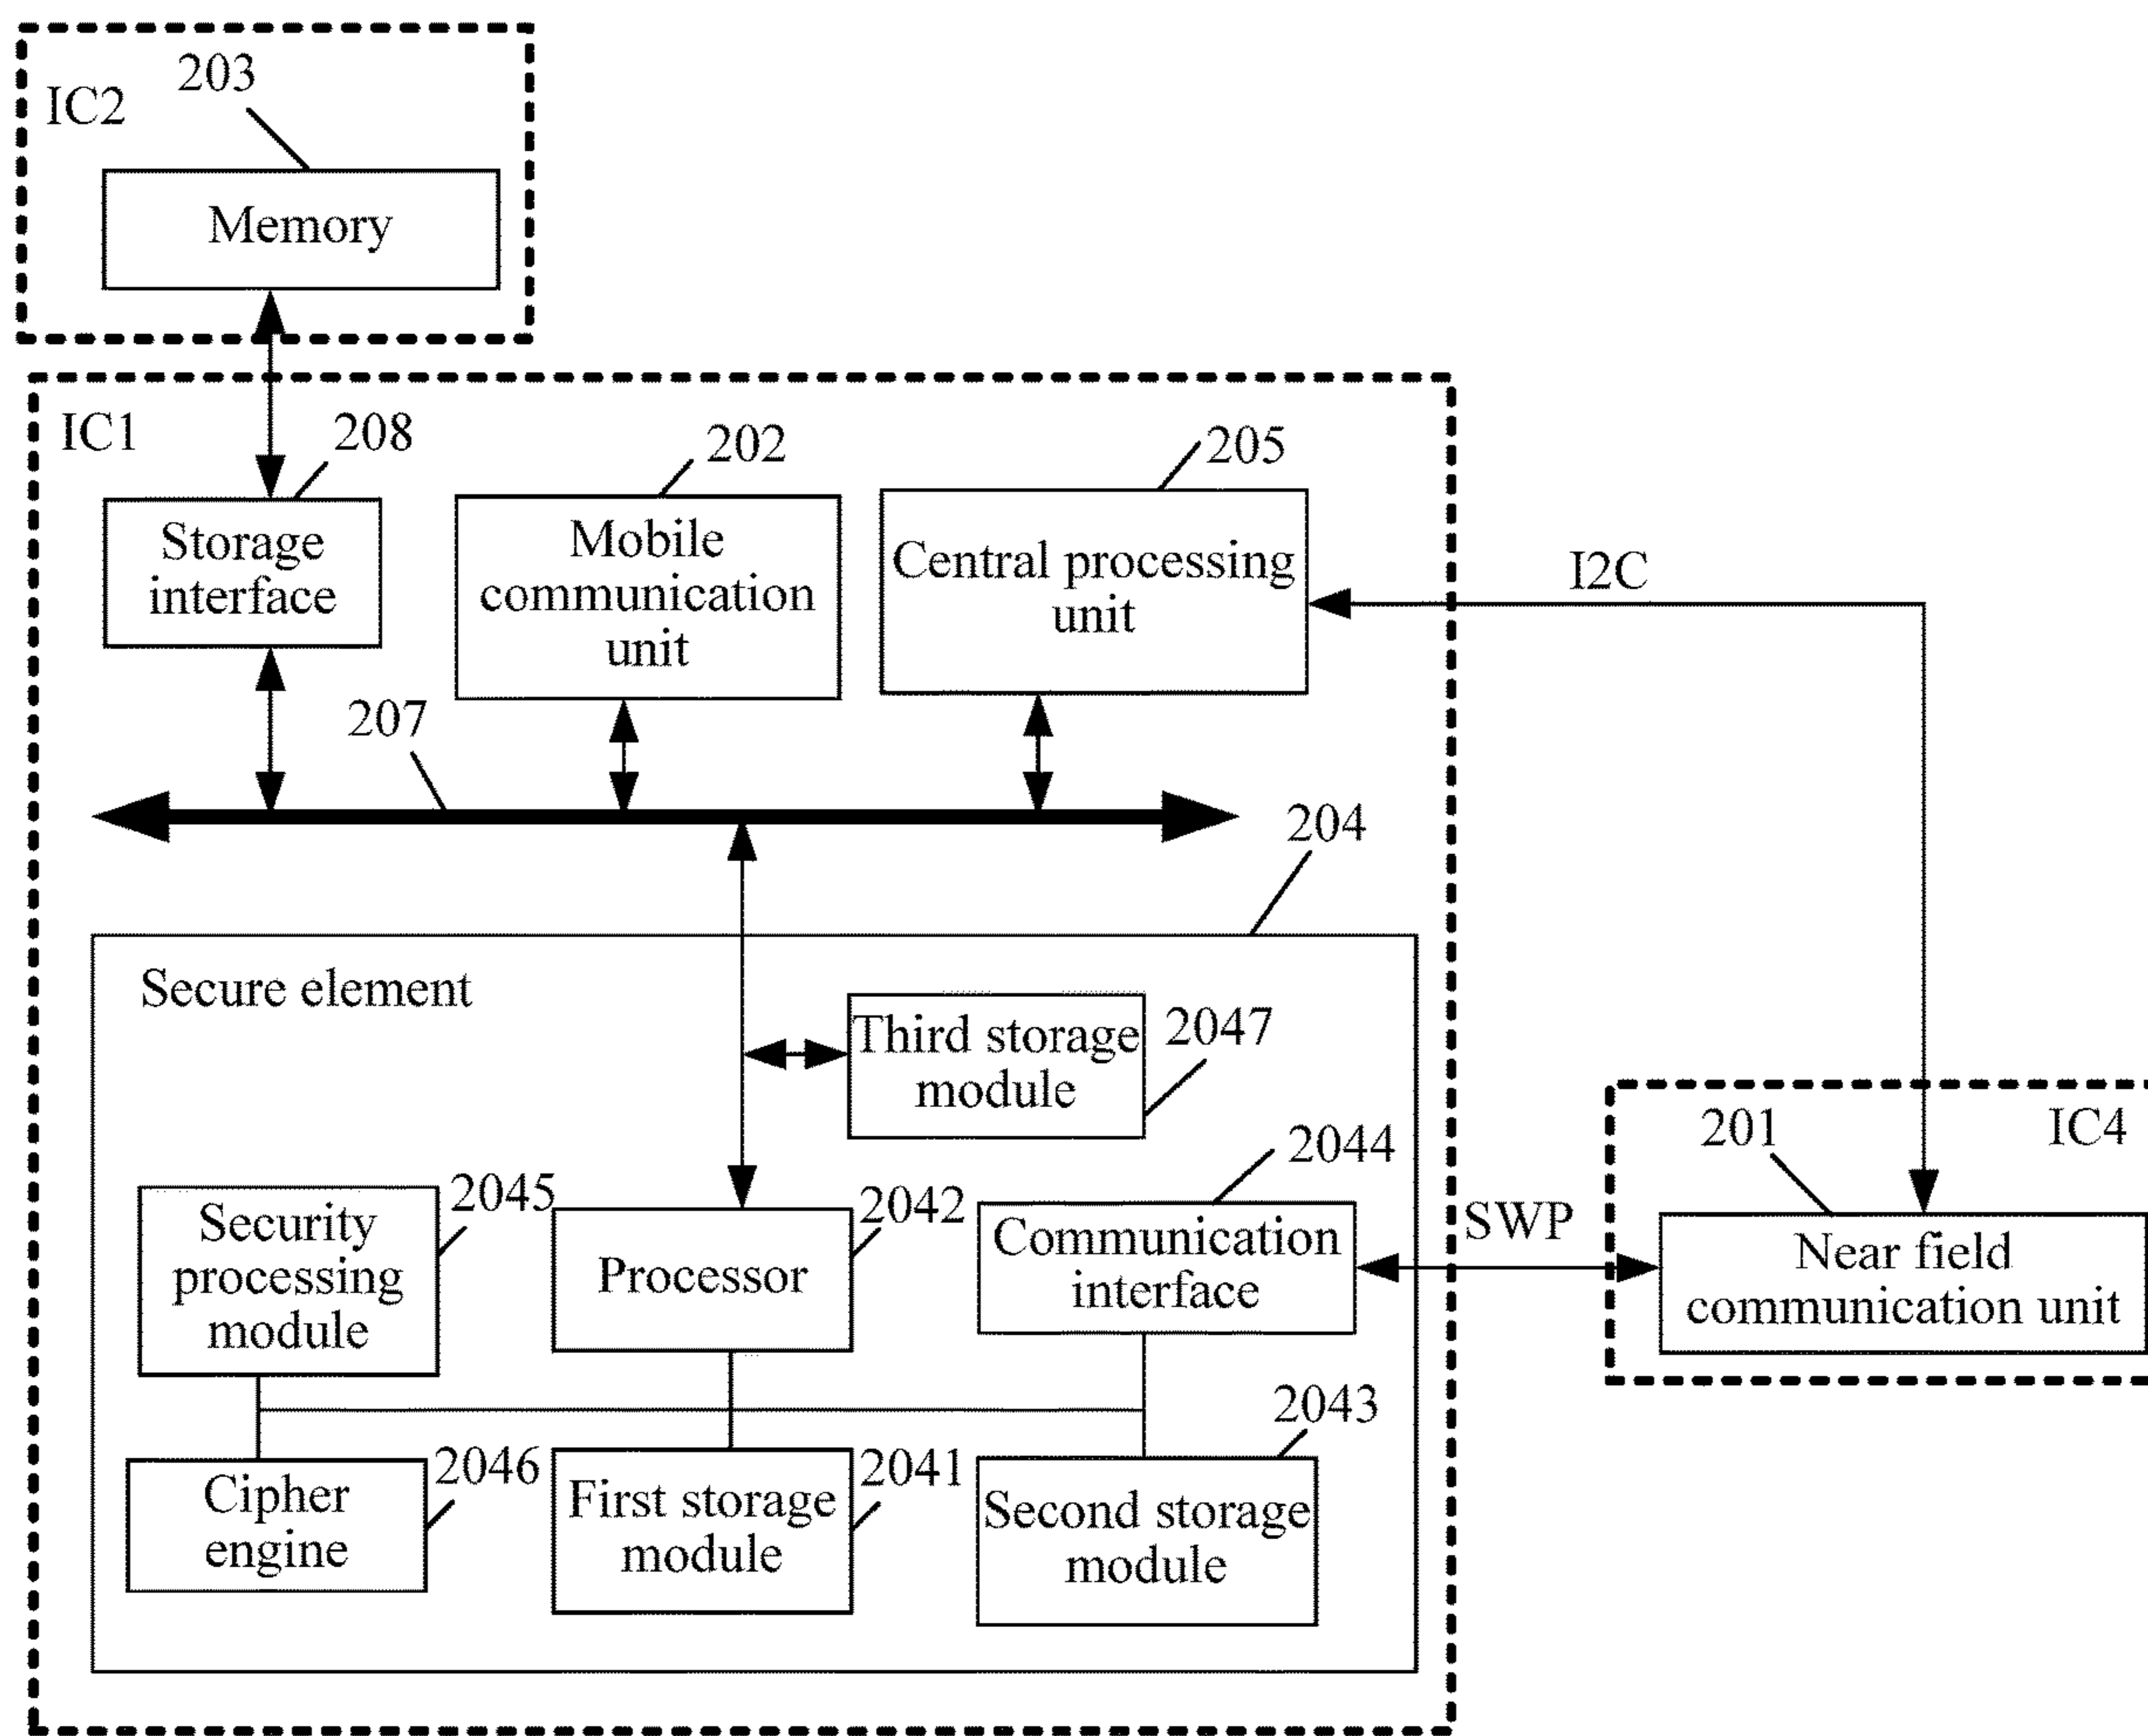 IC2
203
Memory
IC1
208
202
205
Storage
interface
Mobile
communication
unit
Central processing
unit
I2C
207
204
Secure element
Third storage
module
2047
2044
201
IC4
2045
Security
processing
module
2042
Processor
Communication
interface
SWP
Near field
communication unit
2043
2046
Cipher
engine
2041
First storage
module
Second storage
module